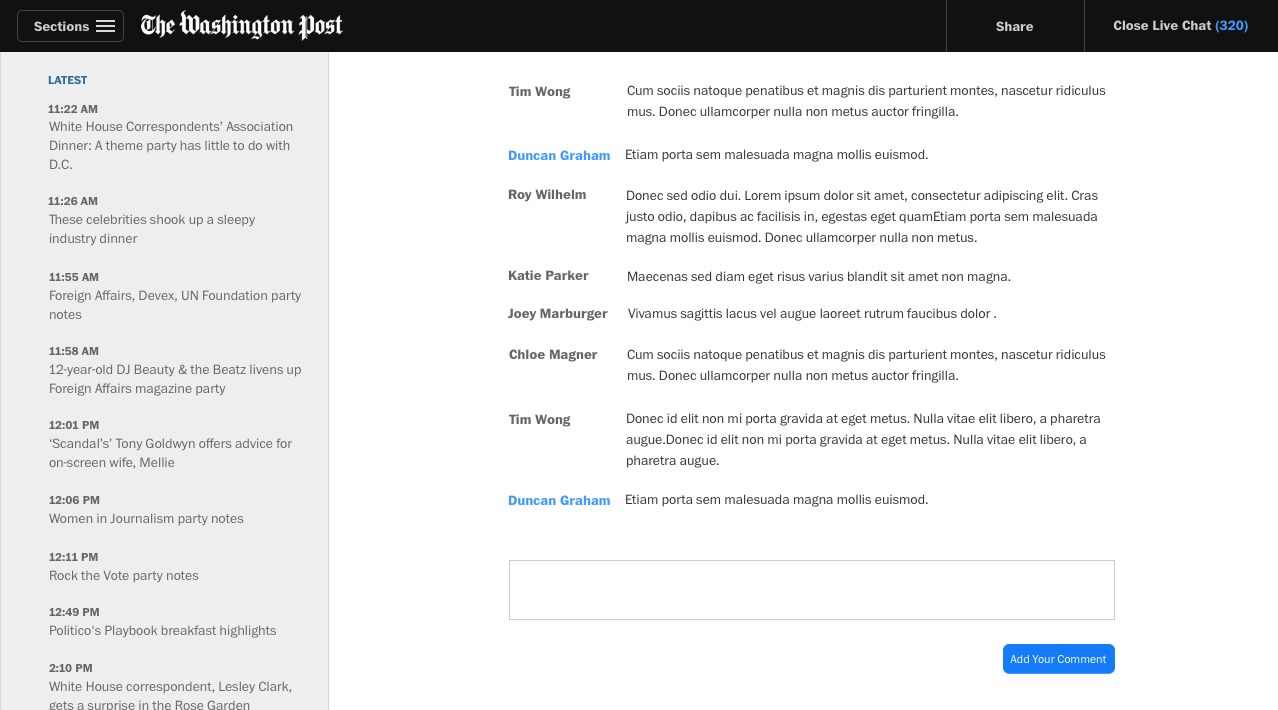 Sections
The Washington Post
Share
Close Live Chat (320)
LATEST
11:22 AM
White House Correspondents’ Association
Dinner: A theme party has little to do with
D.C.
11:26 AM
These celebrities shook up a sleepy
industry dinner
11:55 AM
Foreign Affairs, Devex, UN Foundation party
notes
11:58 AM
12-year-old DJ Beauty & the Beatz livens up
Foreign Affairs magazine party
12:01 PM
‘Scandal’s’ Tony Goldwyn offers advice for
on-screen wife, Mellie
12:06 PM
Women in Journalism party notes
12:11 PM
Rock the Vote party notes
12:49 PM
Politico's Playbook breakfast highlights
2:10 PM
White House correspondent, Lesley Clark,
gets a surprise in the Rose Garden
Tim Wong
Cum sociis natoque penatibus et magnis dis parturient montes, nascetur ridiculus
mus. Donec ullamcorper nulla non metus auctor fringilla.
Duncan Graham
Etiam porta sem malesuada magna mollis euismod.
Roy Wilhelm
Donec sed odio dui. Lorem ipsum dolor sit amet, consectetur adipiscing elit. Cras
justo odio, dapibus ac facilisis in, egestas eget quamEtiam porta sem malesuada
magna mollis euismod. Donec ullamcorper nulla non metus.
Katie Parker
Maecenas sed diam eget risus varius blandit sit amet non magna.
Joey Marburger
Vivamus sagittis lacus vel augue laoreet rutrum faucibus dolor .
Chloe Magner
Cum sociis natoque penatibus et magnis dis parturient montes, nascetur ridiculus
mus. Donec ullamcorper nulla non metus auctor fringilla.
Tim Wong
Donec id elit non mi porta gravida at eget metus. Nulla vitae elit libero, a pharetra
augue.Donec id elit non mi porta gravida at eget metus. Nulla vitae elit libero, a
pharetra augue.
Duncan Graham
Etiam porta sem malesuada magna mollis euismod.
Add Your Comment